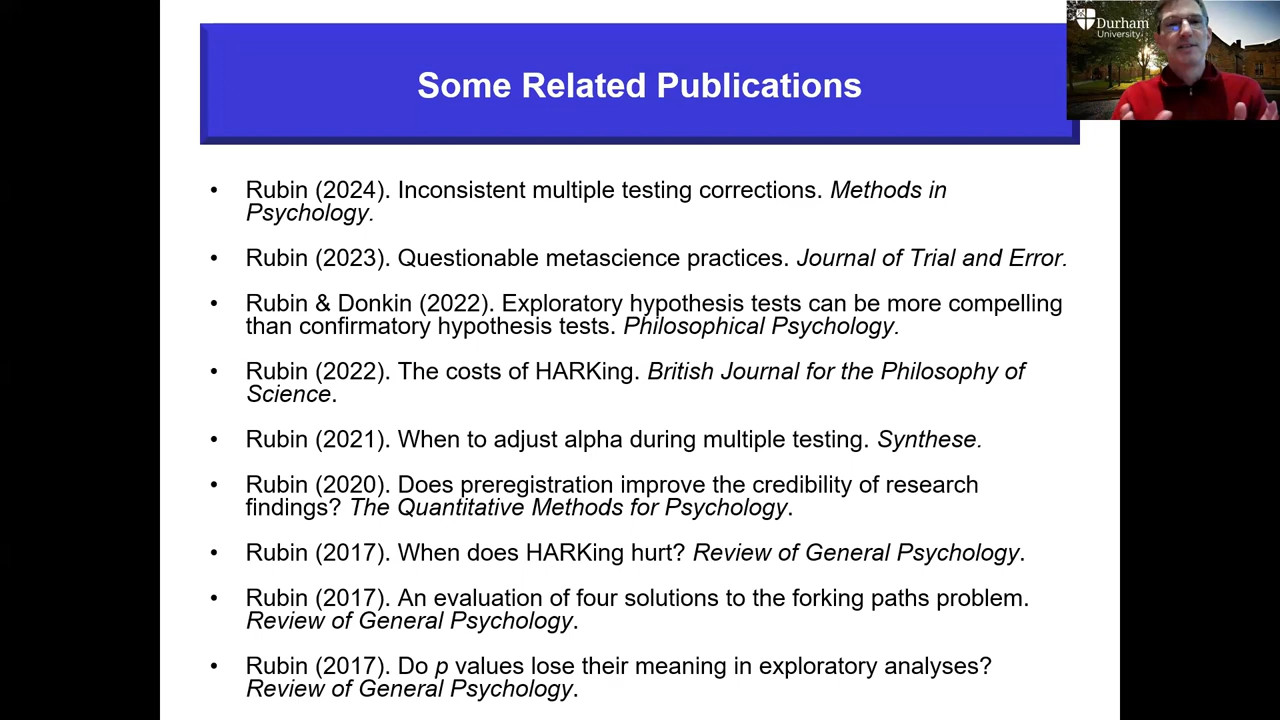 Durham
University
Some Related Publications
• Rubin (2024). Inconsistent multiple testing corrections. Methods in
Psychology.
• Rubin (2023). Questionable metascience practices. Journal of Trial and Error.
• Rubin & Donkin (2022). Exploratory hypothesis tests can be more compelling
than confirmatory hypothesis tests. Philosophical Psychology.
• Rubin (2022). The costs of HARKing. British Journal for the Philosophy of
Science.
• Rubin (2021). When to adjust alpha during multiple testing. Synthese.
• Rubin (2020). Does preregistration improve the credibility of research
findings? The Quantitative Methods for Psychology.
• Rubin (2017). When does HARKing hurt? Review of General Psychology.
• Rubin (2017). An evaluation of four solutions to the forking paths problem.
Review of General Psychology.
• Rubin (2017). Do p values lose their meaning in exploratory analyses?
Review of General Psychology.